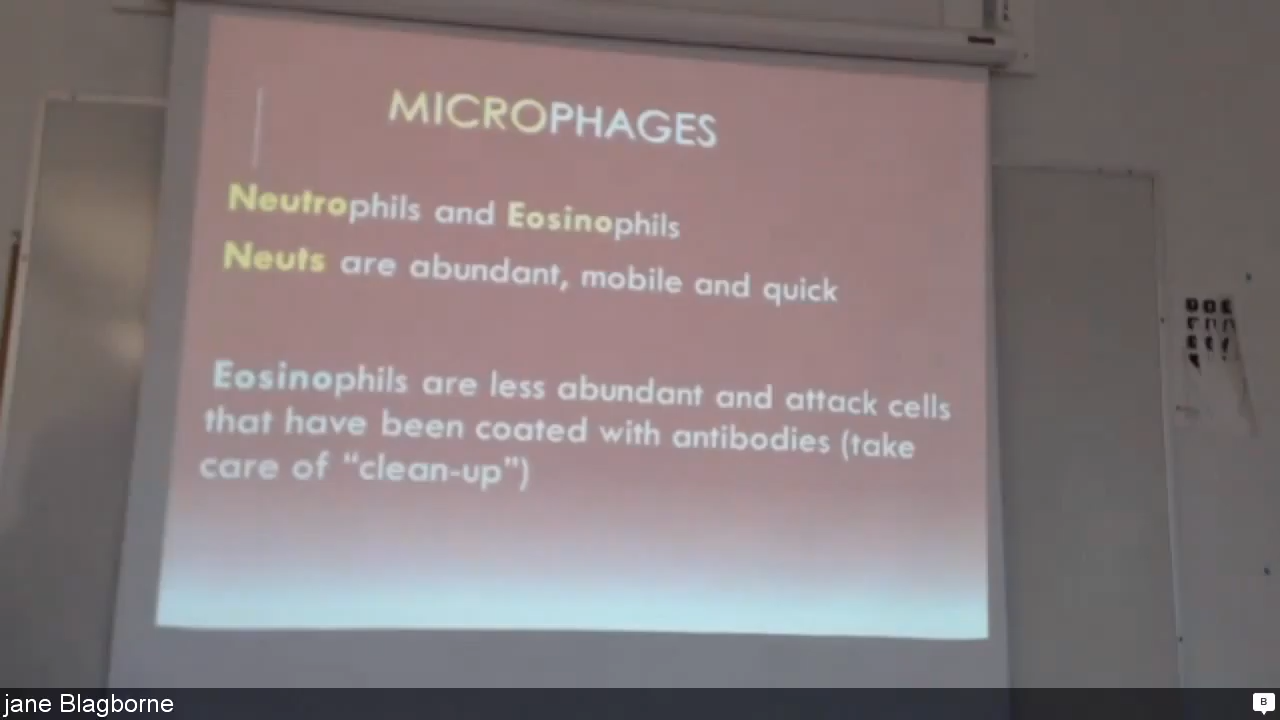 MICROPHAGES
Neutrophils and Eosinophils
Neuts are abundant, mobile and quick
Eosinophils are less abundant and attack cells
that have been coated with antibodies (take
care of “clean-up”)
jane Blagborne
B